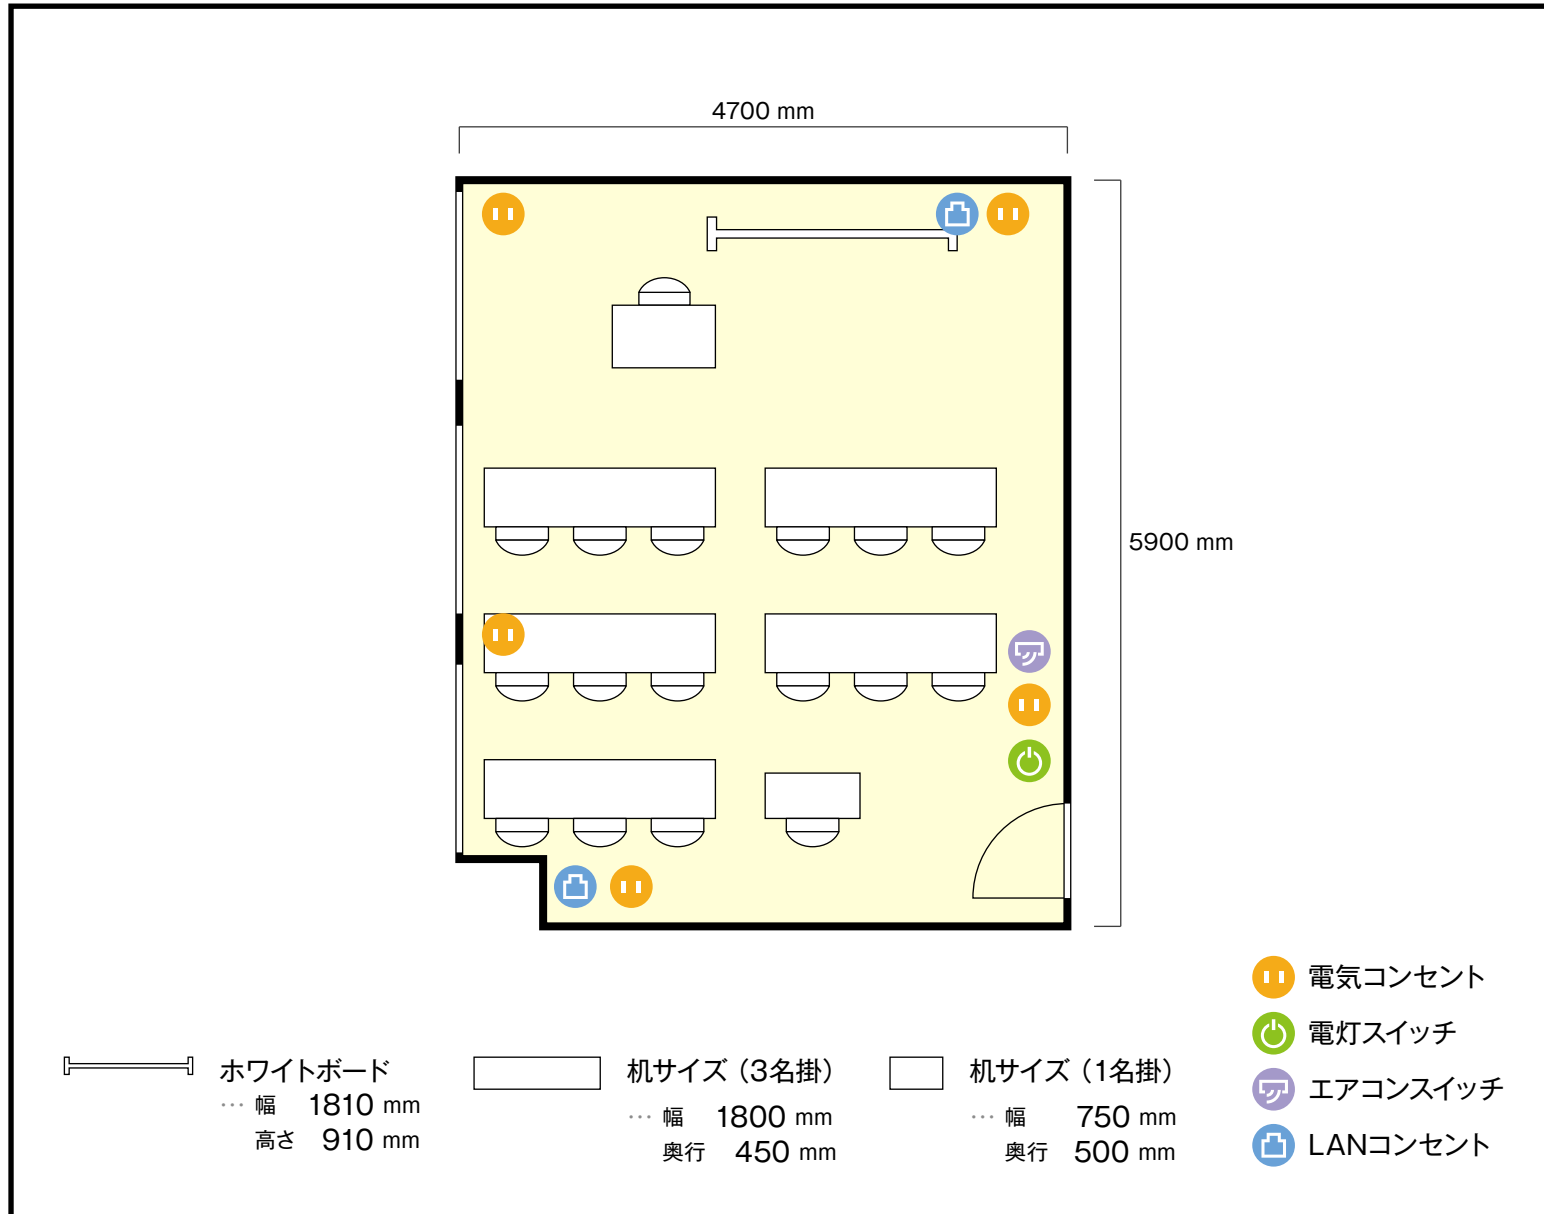 4700 mm
5900 mm
電気コンセント
電灯スイッチ
エアコンスイッチ
LANコンセント
ホワイトボード
… 幅 1810 mm
高さ 910 mm
机サイズ（3名掛）
… 幅 1800 mm
奥行 450 mm
机サイズ（1名掛）
… 幅 750 mm
奥行 500 mm